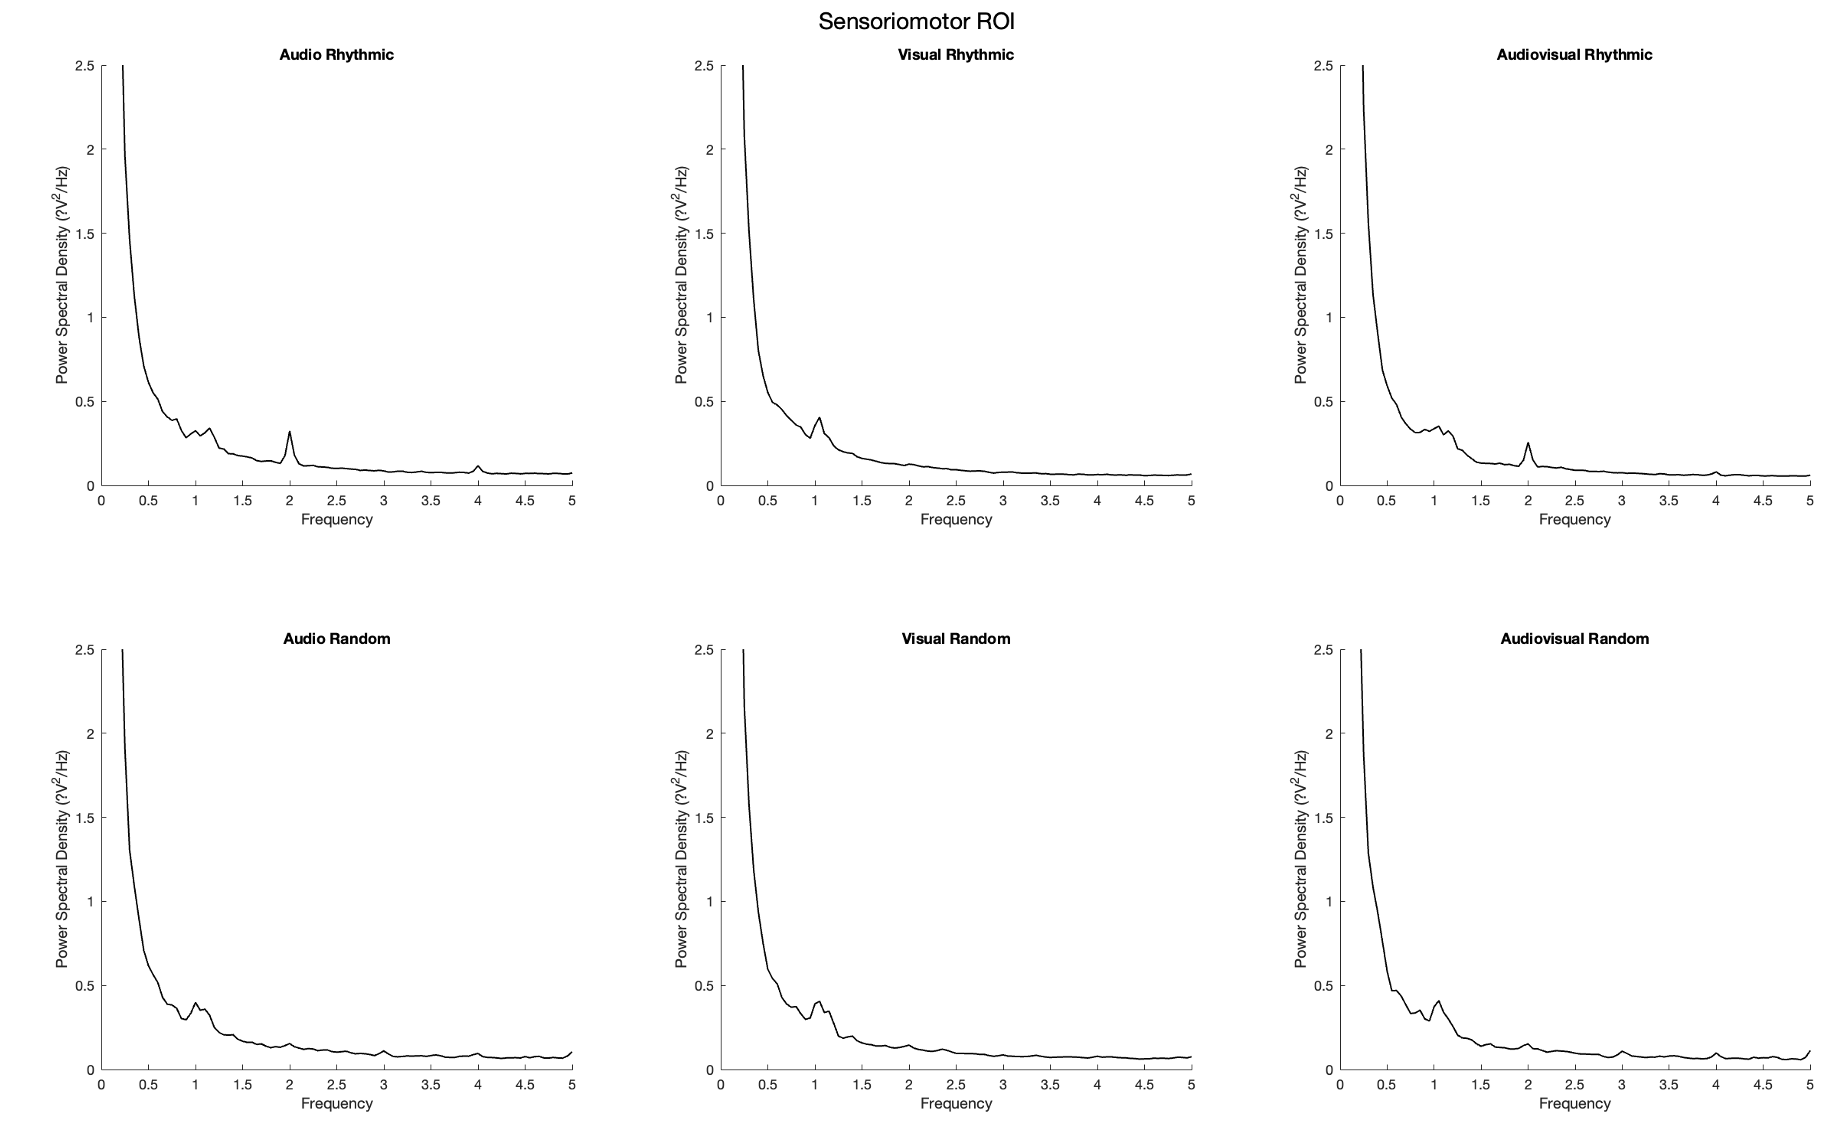 Sensoriomotor ROI
Audio Rhythmic
2.5
2
1.5
1
0.5
0
Power Spectral Density (?V²/Hz)
0 0.5 1 1.5 2 2.5 3 3.5 4 4.5 5
Frequency
Visual Rhythmic
2.5
2
1.5
1
0.5
0
Power Spectral Density (?V²/Hz)
0 0.5 1 1.5 2 2.5 3 3.5 4 4.5 5
Frequency
Audiovisual Rhythmic
2.5
2
1.5
1
0.5
0
Power Spectral Density (?V²/Hz)
0 0.5 1 1.5 2 2.5 3 3.5 4 4.5 5
Frequency
Audio Random
2.5
2
1.5
1
0.5
0
Power Spectral Density (?V²/Hz)
0 0.5 1 1.5 2 2.5 3 3.5 4 4.5 5
Frequency
Visual Random
2.5
2
1.5
1
0.5
0
Power Spectral Density (?V²/Hz)
0 0.5 1 1.5 2 2.5 3 3.5 4 4.5 5
Frequency
Audiovisual Random
2.5
2
1.5
1
0.5
0
Power Spectral Density (?V²/Hz)
0 0.5 1 1.5 2 2.5 3 3.5 4 4.5 5
Frequency